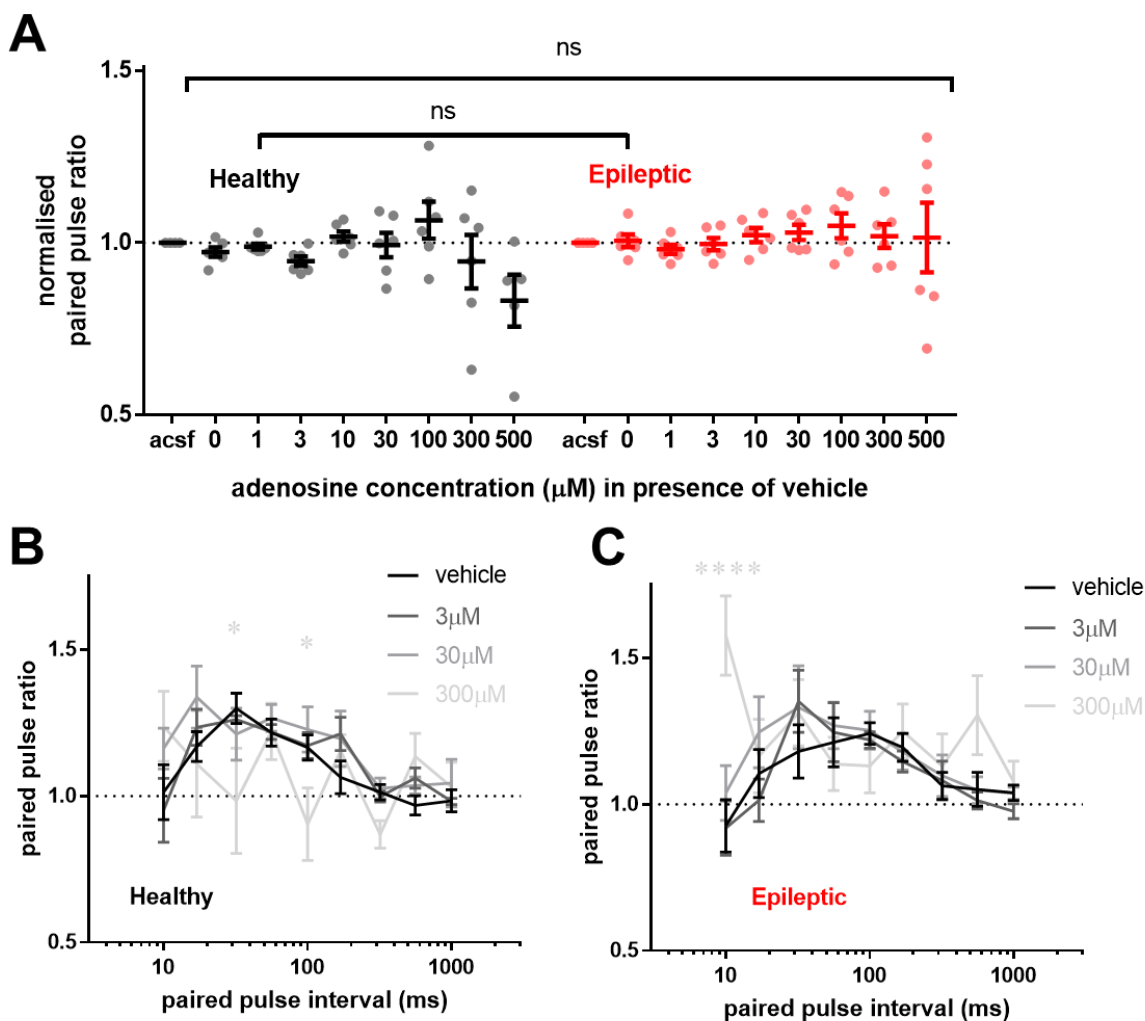 A
ns
1.5
ns
Healthy
Epileptic
1.0
normalised
paired pulse ratio
0.5
acsf 0 1 3 10 30 100 300 500 acsf 0 1 3 10 30 100 300 500
adenosine concentration (μM) in presence of vehicle
B
vehicle
3μM
30μM
300μM
* *
1.5
1.0
0.5
paired pulse ratio
Healthy
10 100 1000
paired pulse interval (ms)
C
****
vehicle
3μM
30μM
300μM
1.5
1.0
0.5
paired pulse ratio
Epileptic
10 100 1000
paired pulse interval (ms)